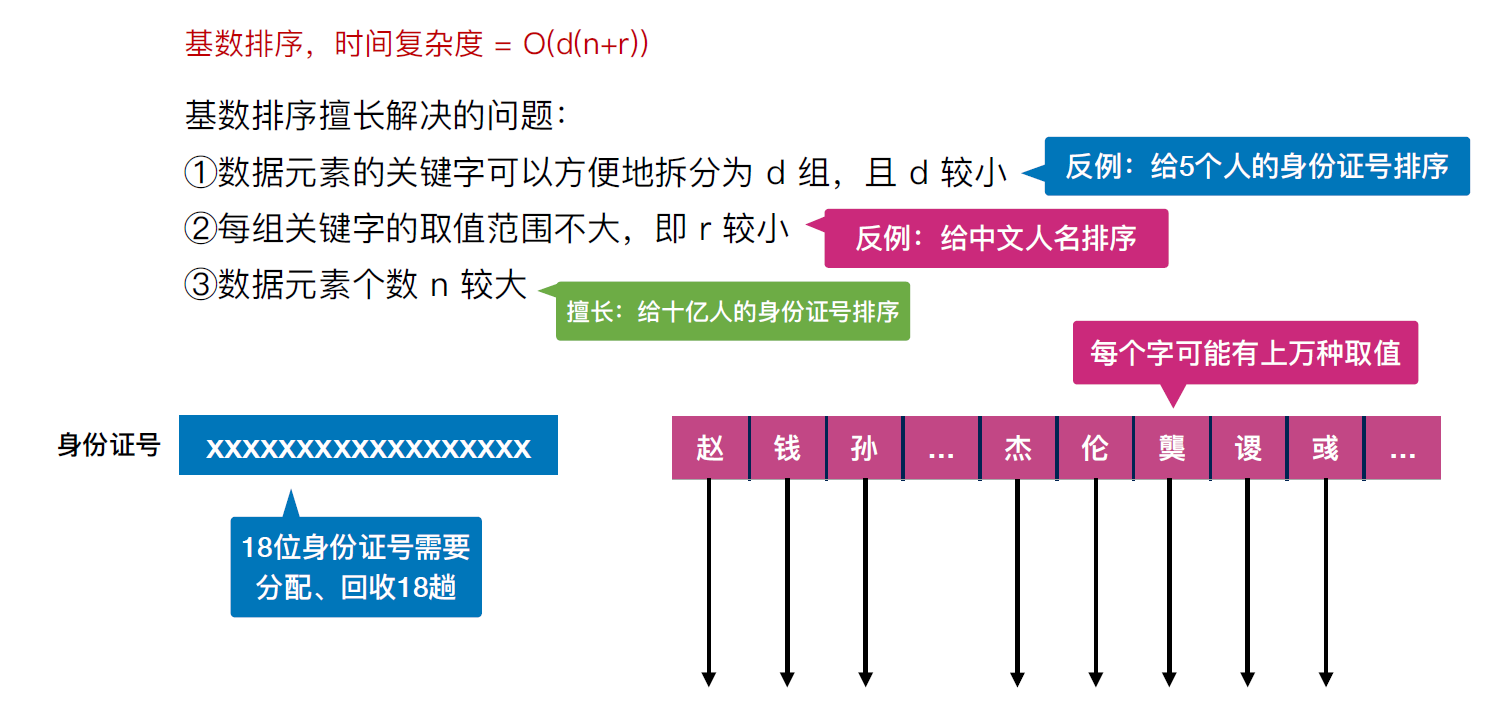 基数排序，时间复杂度 = O(d(n+r))
基数排序擅长解决的问题：
①数据元素的关键字可以方便地拆分为 d 组，且 d 较小
反例：给5个人的身份证号排序
②每组关键字的取值范围不大，即 r 较小
反例：给中文人名排序
③数据元素个数 n 较大
擅长：给十亿人的身份证号排序
每个字可能有上万种取值
身份证号
xxxxxxxxxxxxxxxxxx
赵 钱 孙 ... 杰 伦 龑 谡 彧 ...
18位身份证号需要
分配、回收18趟